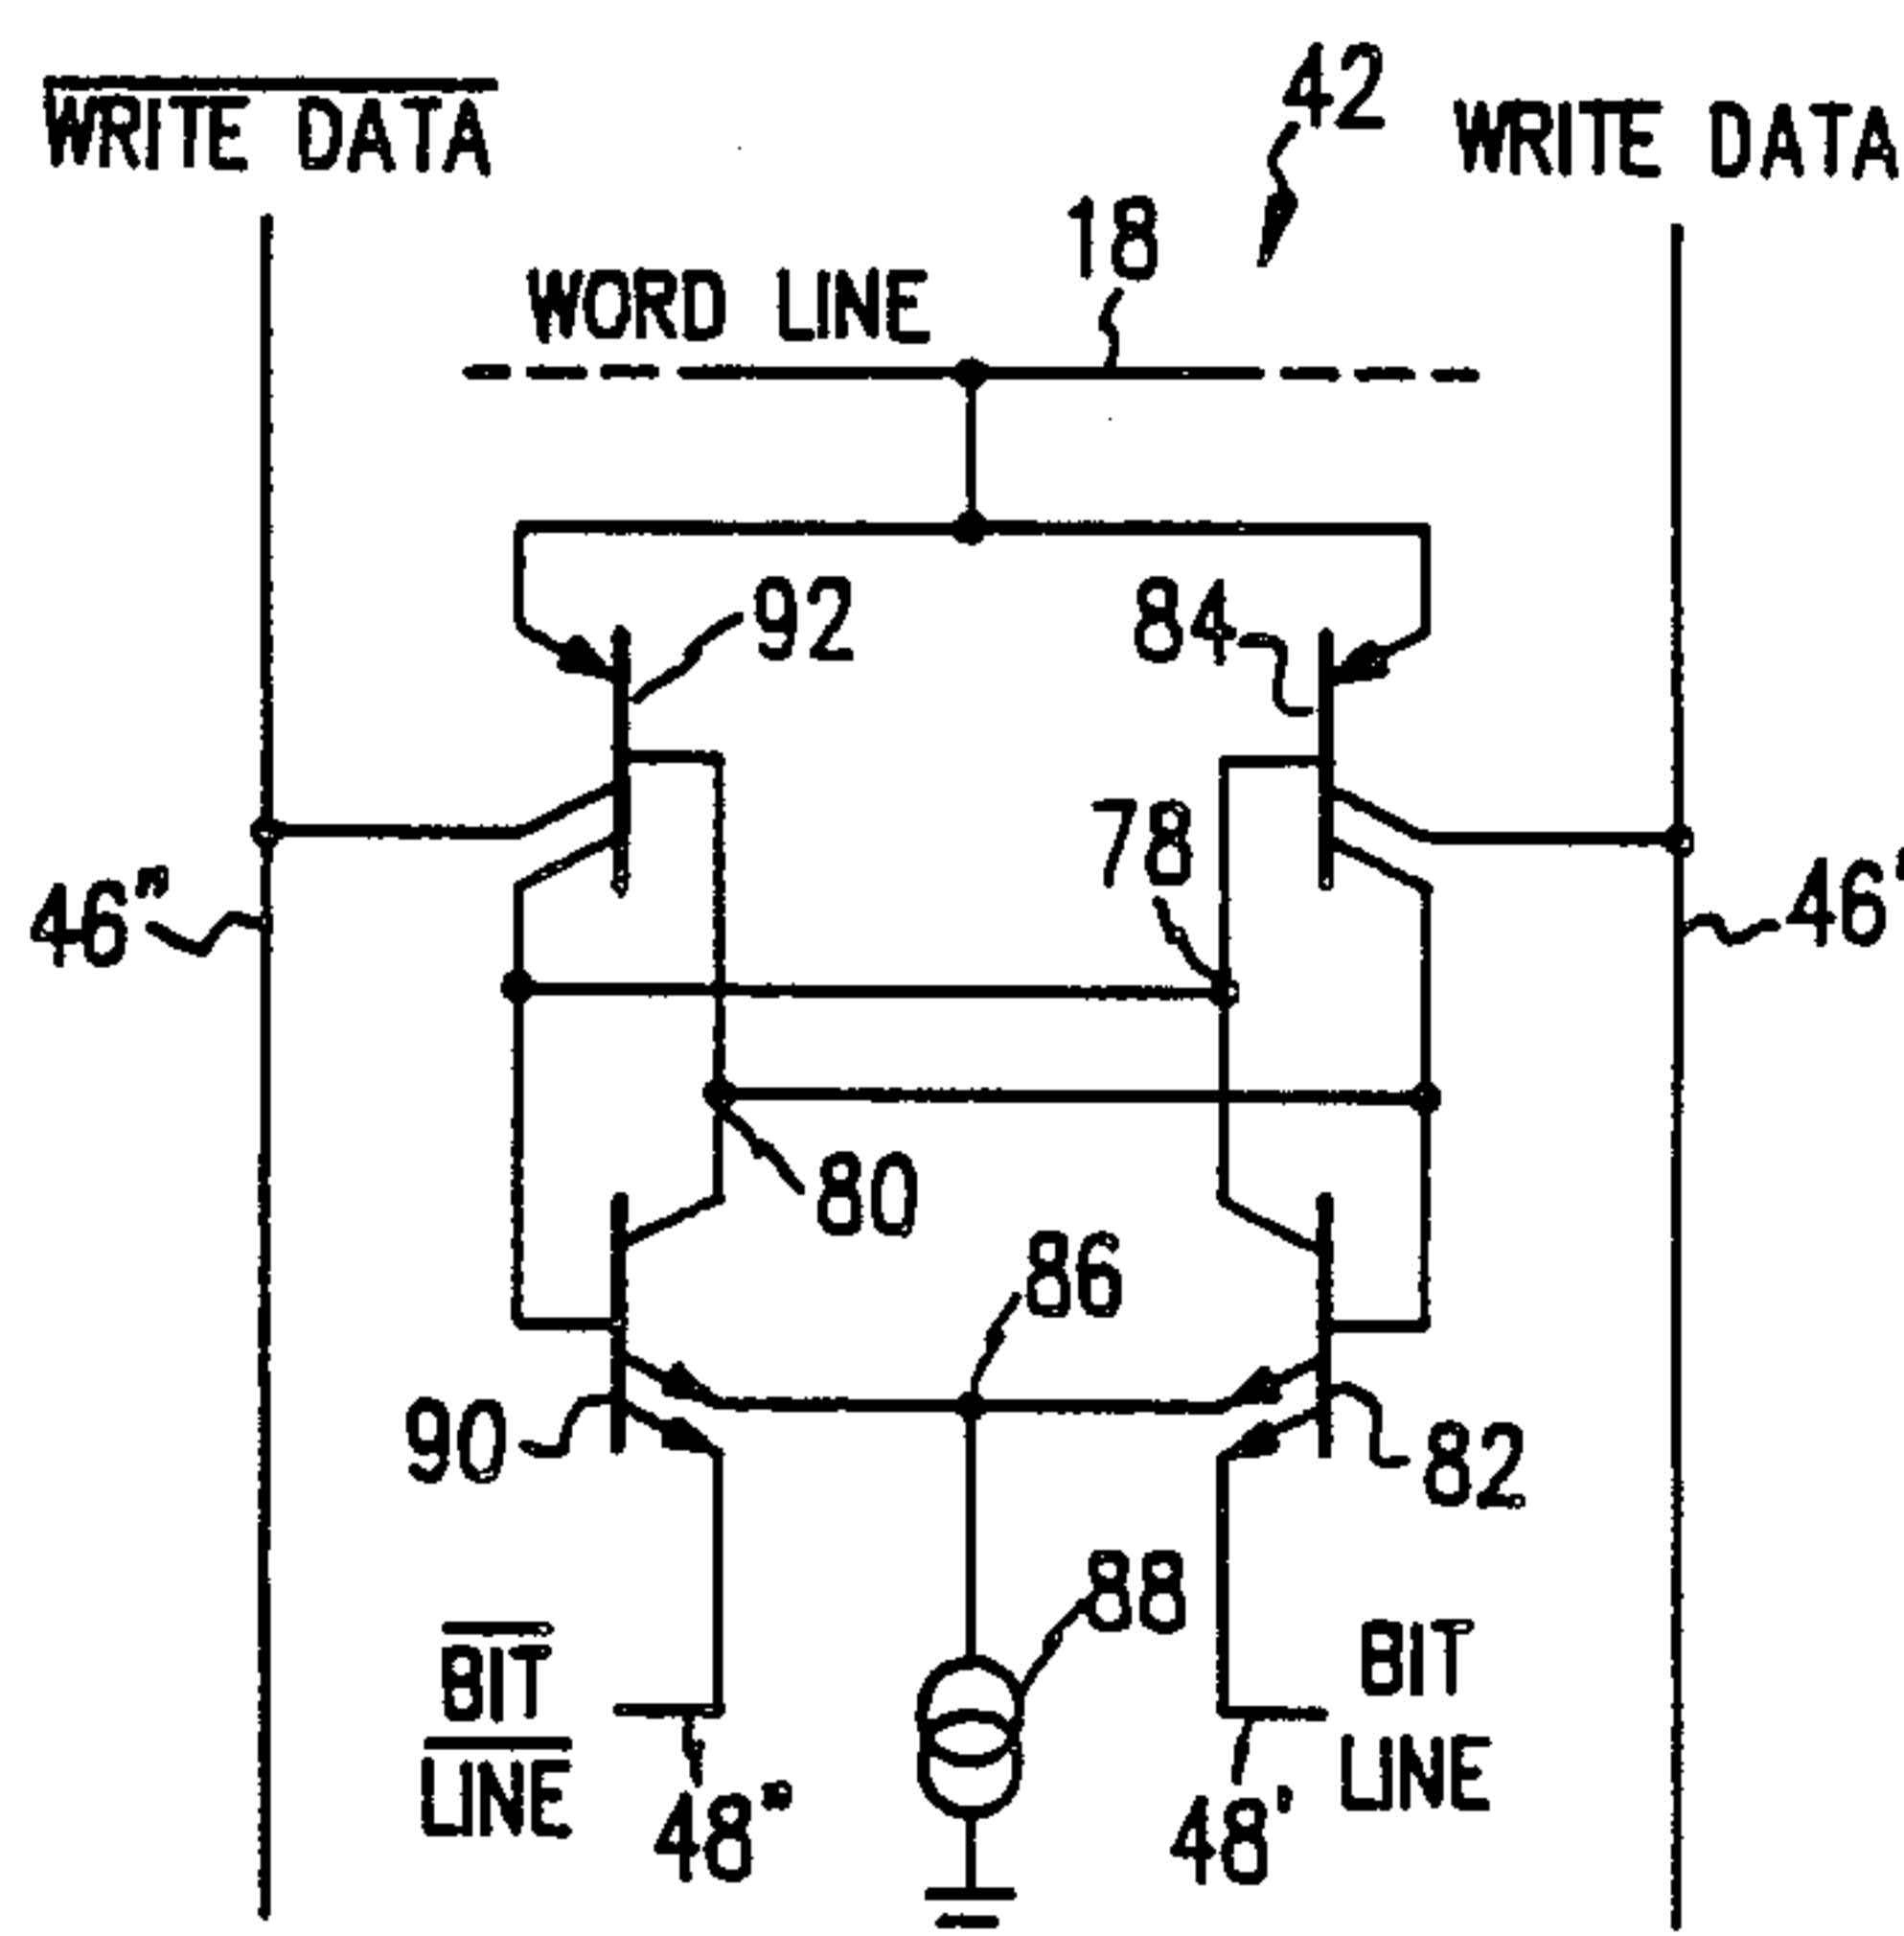 WRITE DATA
42
WRITE DATA
18
WORD LINE
92
84
78
46"
46'
80
86
90
82
88
BIT
LINE
BIT
LINE
48"
48'